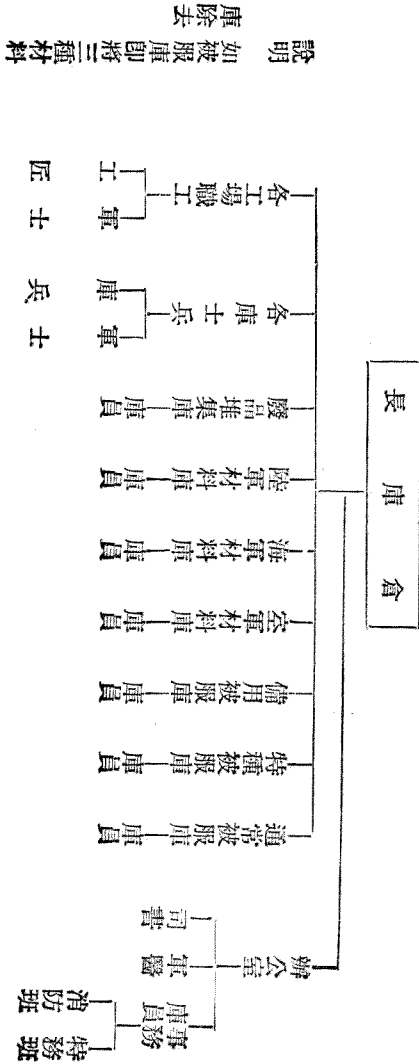 倉庫長
辦公室
事務庫員
特務班
消防班
軍醫
司書
通常被服庫 庫員
特種被服庫 庫員
備用被服庫 庫員
空軍材料庫 庫員
海軍材料庫 庫員
陸軍材料庫 庫員
廢品堆集庫 庫員
各庫士兵
軍士
庫兵
各工場職工
軍士
工匠
說明 如被服庫即將三種材料
庫除去